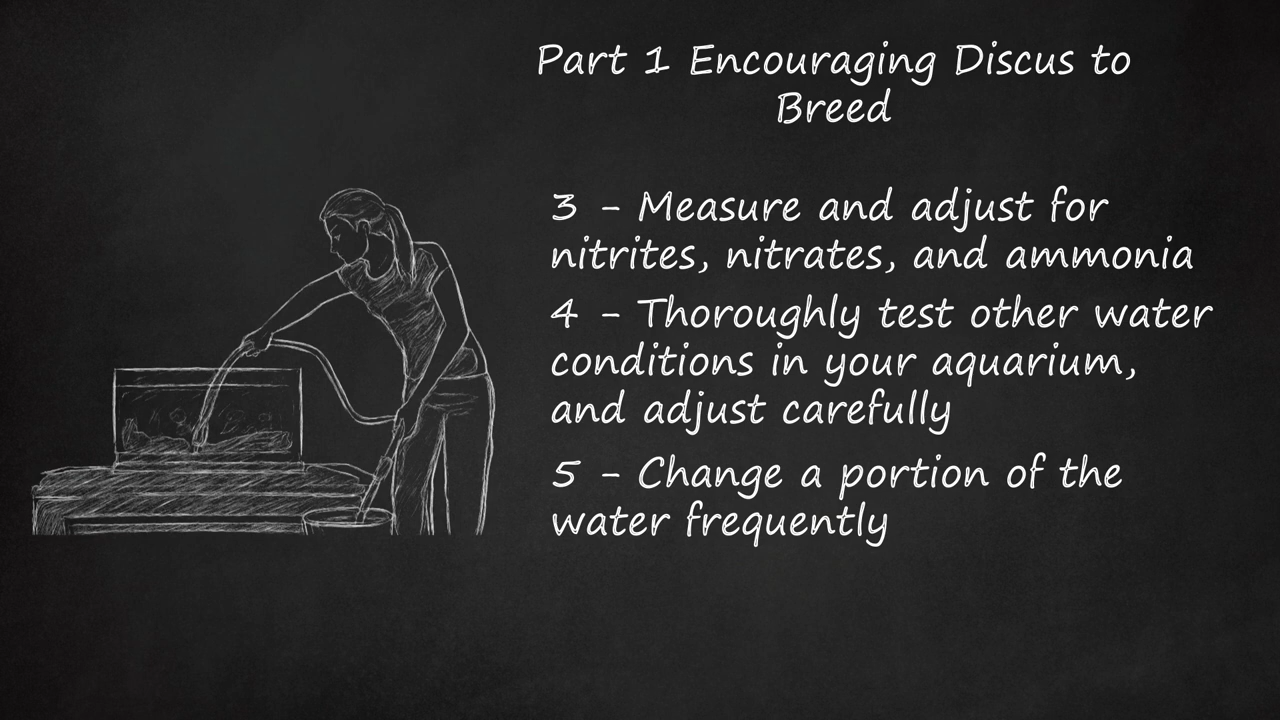 Part 1 Encouraging Discus to
Breed
3 - Measure and adjust for
nitrites, nitrates, and ammonia
4 - Thoroughly test other water
conditions in your aquarium,
and adjust carefully
5 - Change a portion of the
water frequently